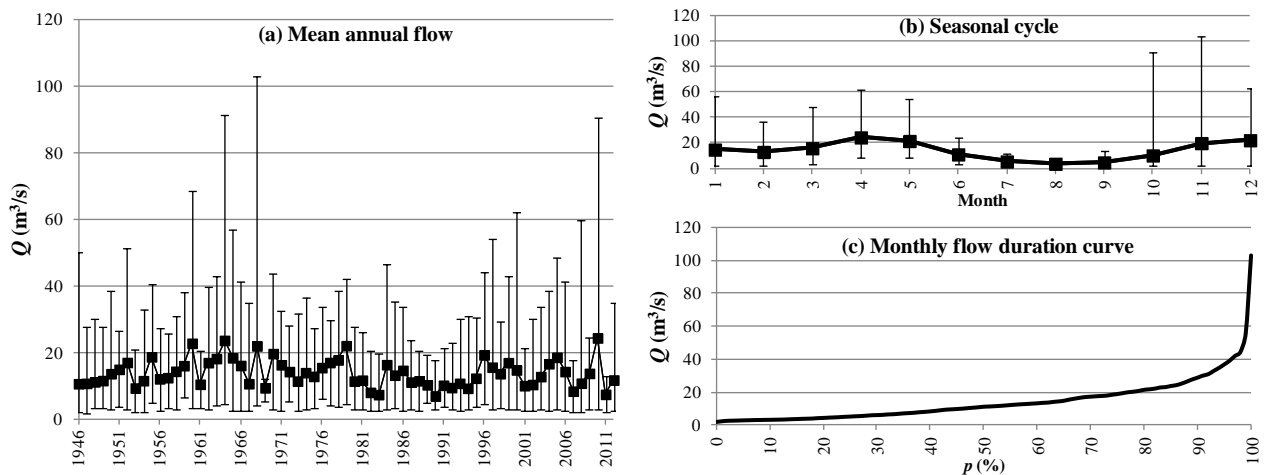 (a) Mean annual flow
Q (m³/s)
120
100
80
60
40
20
0
1946 1951 1956 1961 1966 1971 1976 1981 1986 1991 1996 2001 2006 2011
(b) Seasonal cycle
Q (m³/s)
120
100
80
60
40
20
0
1 2 3 4 5 6 7 8 9 10 11 12
Month
(c) Monthly flow duration curve
Q (m³/s)
120
100
80
60
40
20
0
0 10 20 30 40 50 60 70 80 90 100
p (%)